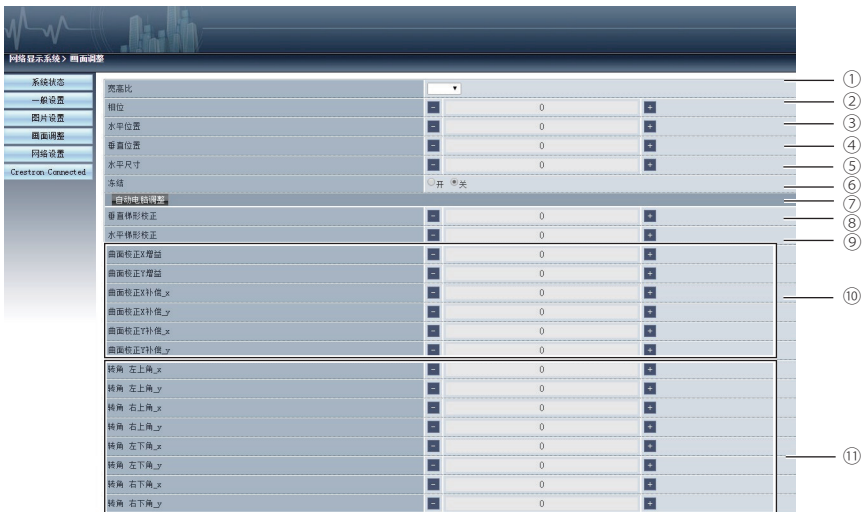 网络显示系统> 画面调整
系统状态
一般设置
图片设置
画面调整
网络设置
Crestron Connected
宽高比 ①
相位 - 0 + ②
水平位置 - 0 + ③
垂直位置 - 0 + ④
水平尺寸 - 0 + ⑤
冻结 开 关 ⑥
自动电脑调整 ⑦
垂直梯形校正 - 0 + ⑧
水平梯形校正 - 0 + ⑨
曲面校正X增益 - 0 +
曲面校正Y增益 - 0 +
曲面校正X补偿_x - 0 + ⑩
曲面校正X补偿_y - 0 +
曲面校正Y补偿_x - 0 +
曲面校正Y补偿_y - 0 +
转角 左上角_x - 0 +
转角 左上角_y - 0 +
转角 右上角_x - 0 +
转角 右上角_y - 0 +
转角 左下角_x - 0 + ⑪
转角 左下角_y - 0 +
转角 右下角_x - 0 +
转角 右下角_y - 0 +